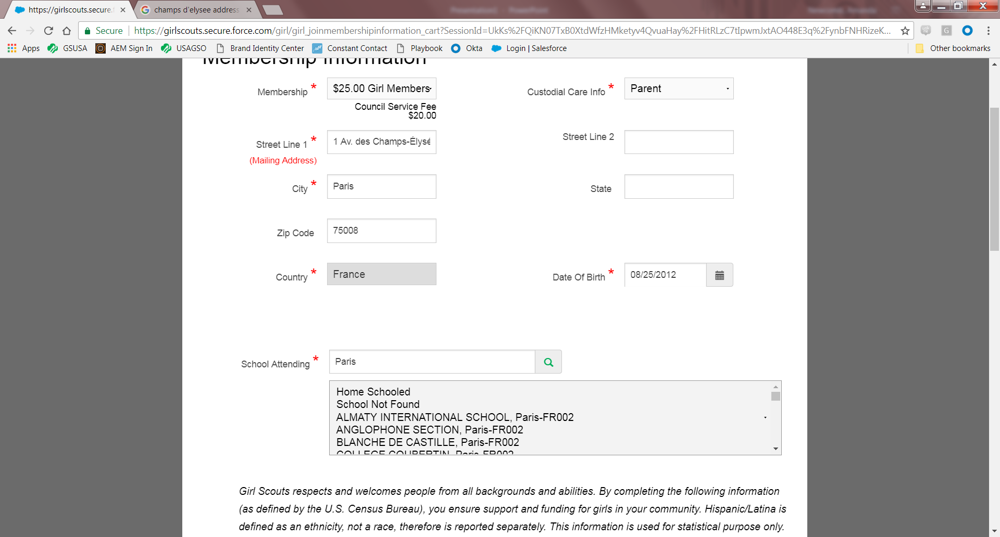 https://girlscouts.secure.f
champs d'elysee address
Secure
https://girlscouts.secure.force.com/girl/girl_joinmembershipinformation_cart?SessionId=UkKs%2FQiKN07TxB0XtdWfzHMketyv4QvuaHay%2FHitRLzC7tIpwmJxtAO448E3q%2FynbFNHRizeK...
Apps
GSUSA
AEM Sign In
USAGSO
Brand Identity Center
Constant Contact
Playbook
Okta
Login | Salesforce
Other bookmarks
Membership Information
Membership *
$25.00 Girl Members
Custodial Care Info *
Parent
Council Service Fee
$20.00
Street Line 1 *
1 Av. des Champs-Élysé
Street Line 2
(Mailing Address)
City *
Paris
State
Zip Code
75008
Country *
France
Date Of Birth *
08/25/2012
School Attending *
Paris
Home Schooled
School Not Found
ALMATY INTERNATIONAL SCHOOL, Paris-FR002
ANGLOPHONE SECTION, Paris-FR002
BLANCHE DE CASTILLE, Paris-FR002
COLLEGE COUBERTIN, Paris-FR002
Girl Scouts respects and welcomes people from all backgrounds and abilities. By completing the following information
(as defined by the U.S. Census Bureau), you ensure support and funding for girls in your community. Hispanic/Latina is
defined as an ethnicity, not a race, therefore is reported separately. This information is used for statistical purpose only.